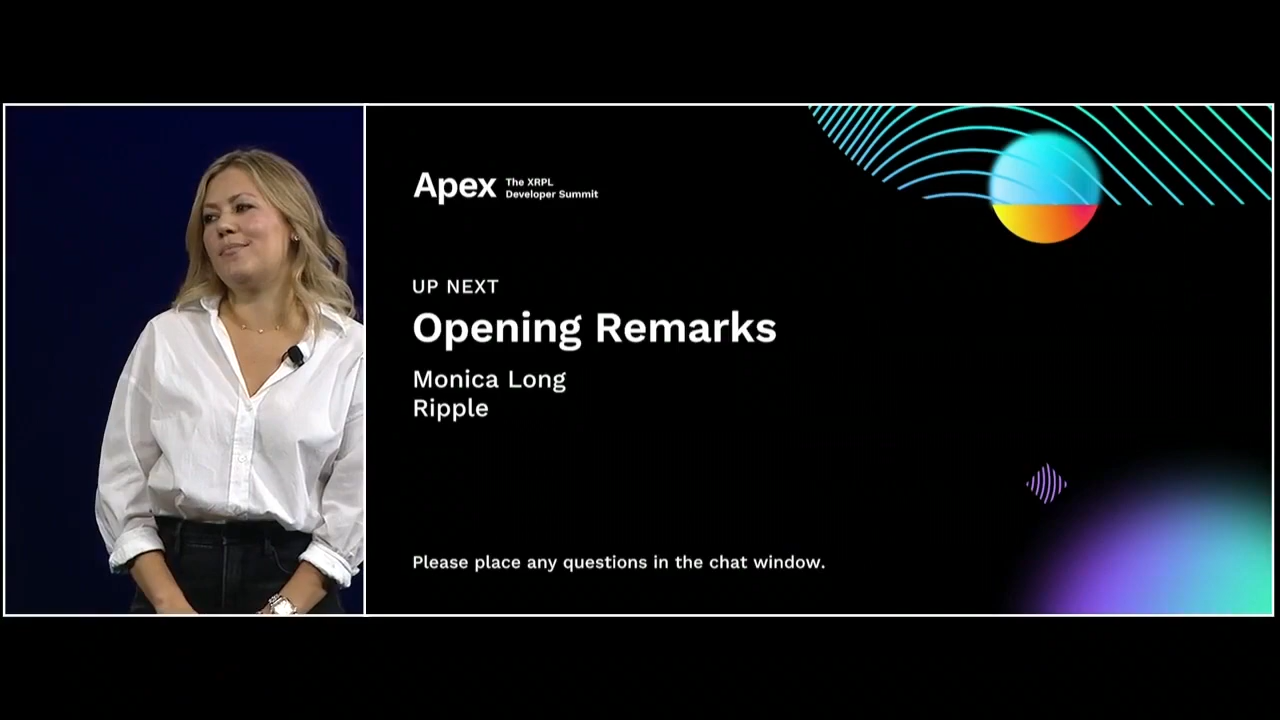 Apex
The XRPL
Developer Summit
UP NEXT
Opening Remarks
Monica Long
Ripple
Please place any questions in the chat window.